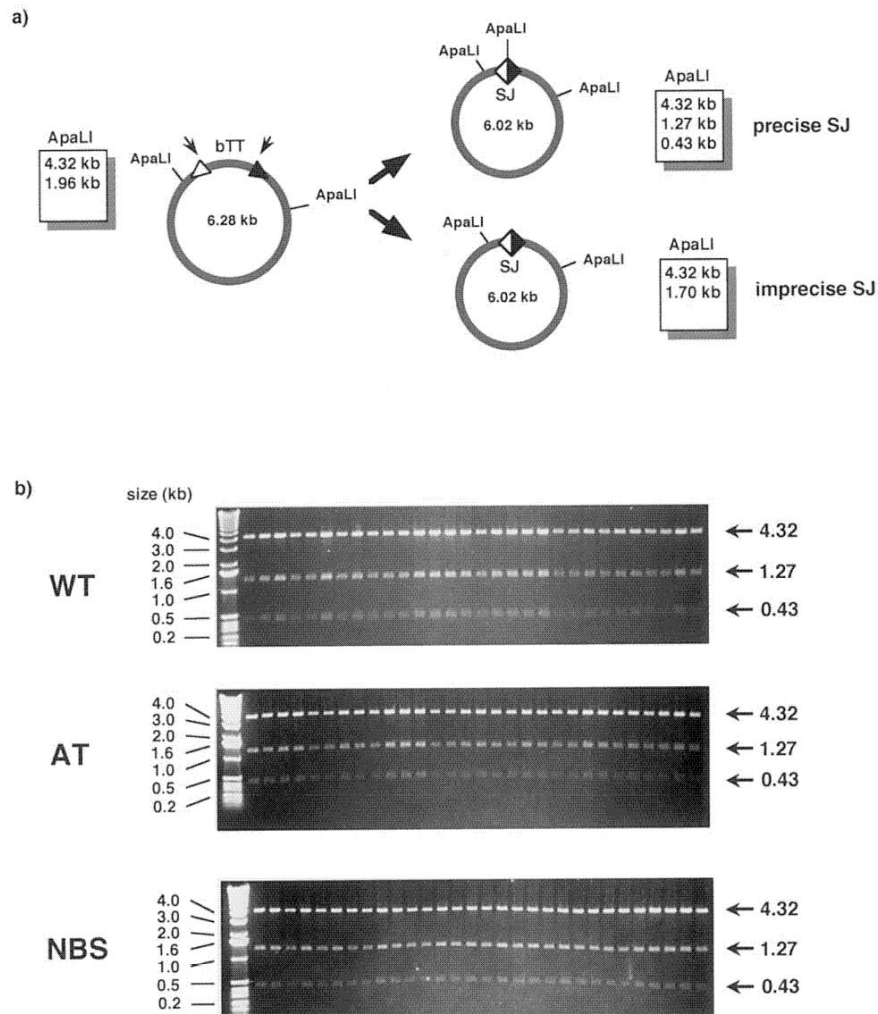 a)
ApaLI
4.32 kb
1.96 kb
ApaLI
bTT
ApaLI
6.28 kb
ApaLI
ApaLI
SJ
ApaLI
6.02 kb
ApaLI
4.32 kb
1.27 kb
0.43 kb
precise SJ
ApaLI
SJ
ApaLI
6.02 kb
ApaLI
4.32 kb
1.70 kb
imprecise SJ
b)
size (kb)
WT
4.0
3.0
2.0
1.6
1.0
0.5
0.2
4.32
1.27
0.43
AT
4.0
3.0
2.0
1.6
1.0
0.5
0.2
4.32
1.27
0.43
NBS
4.0
3.0
2.0
1.6
1.0
0.5
0.2
4.32
1.27
0.43